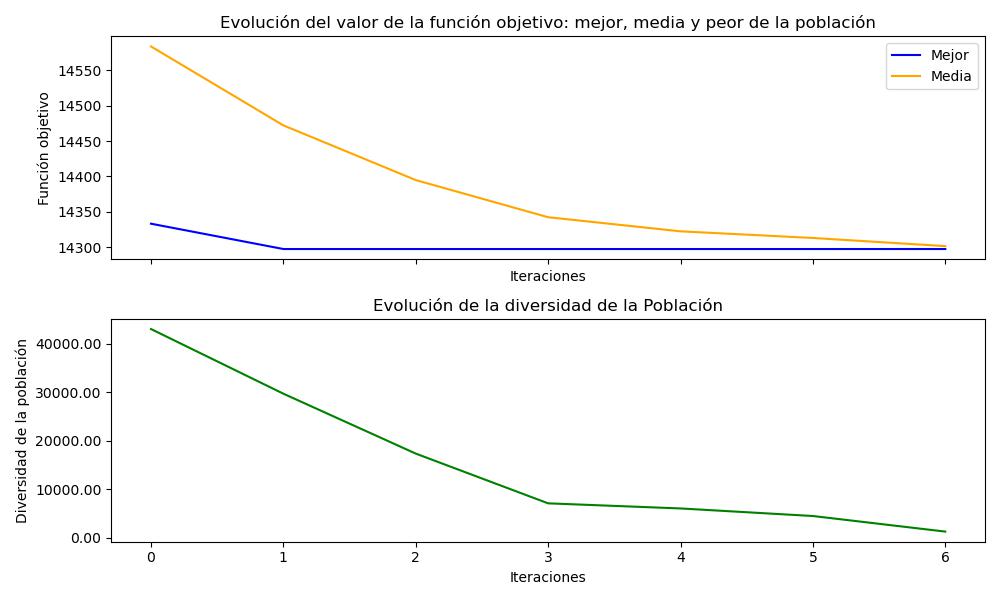 Evolución del valor de la función objetivo: mejor, media y peor de la población
Función objetivo
14550
14500
14450
14400
14350
14300
Mejor
Media
Iteraciones
Evolución de la diversidad de la Población
Diversidad de la población
40000.00
30000.00
20000.00
10000.00
0.00
0 1 2 3 4 5 6
Iteraciones